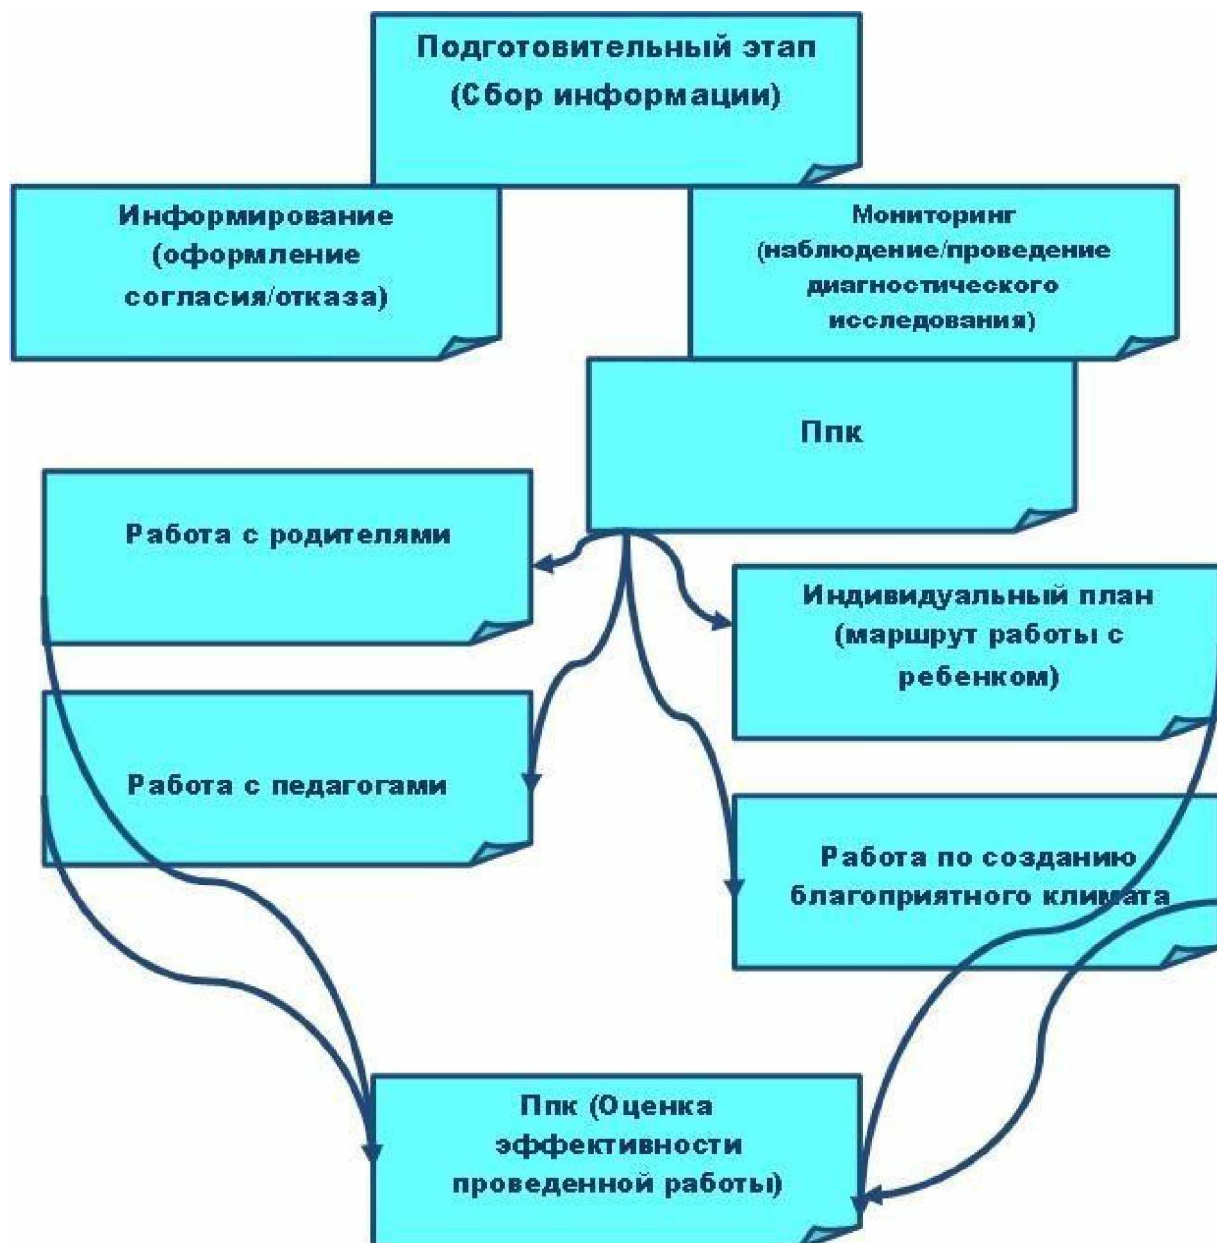 Подготовительный этап
(Сбор информации)
Информирование
(оформление
согласия/отказа)
Мониторинг
(наблюдение/проведение
диагностического
исследования)
Ппк
Работа с родителями
Индивидуальный план
(маршрут работы с
ребенком)
Работа с педагогами
Работа по созданию
благоприятного климата
Ппк (Оценка
эффективности
проведенной работы)